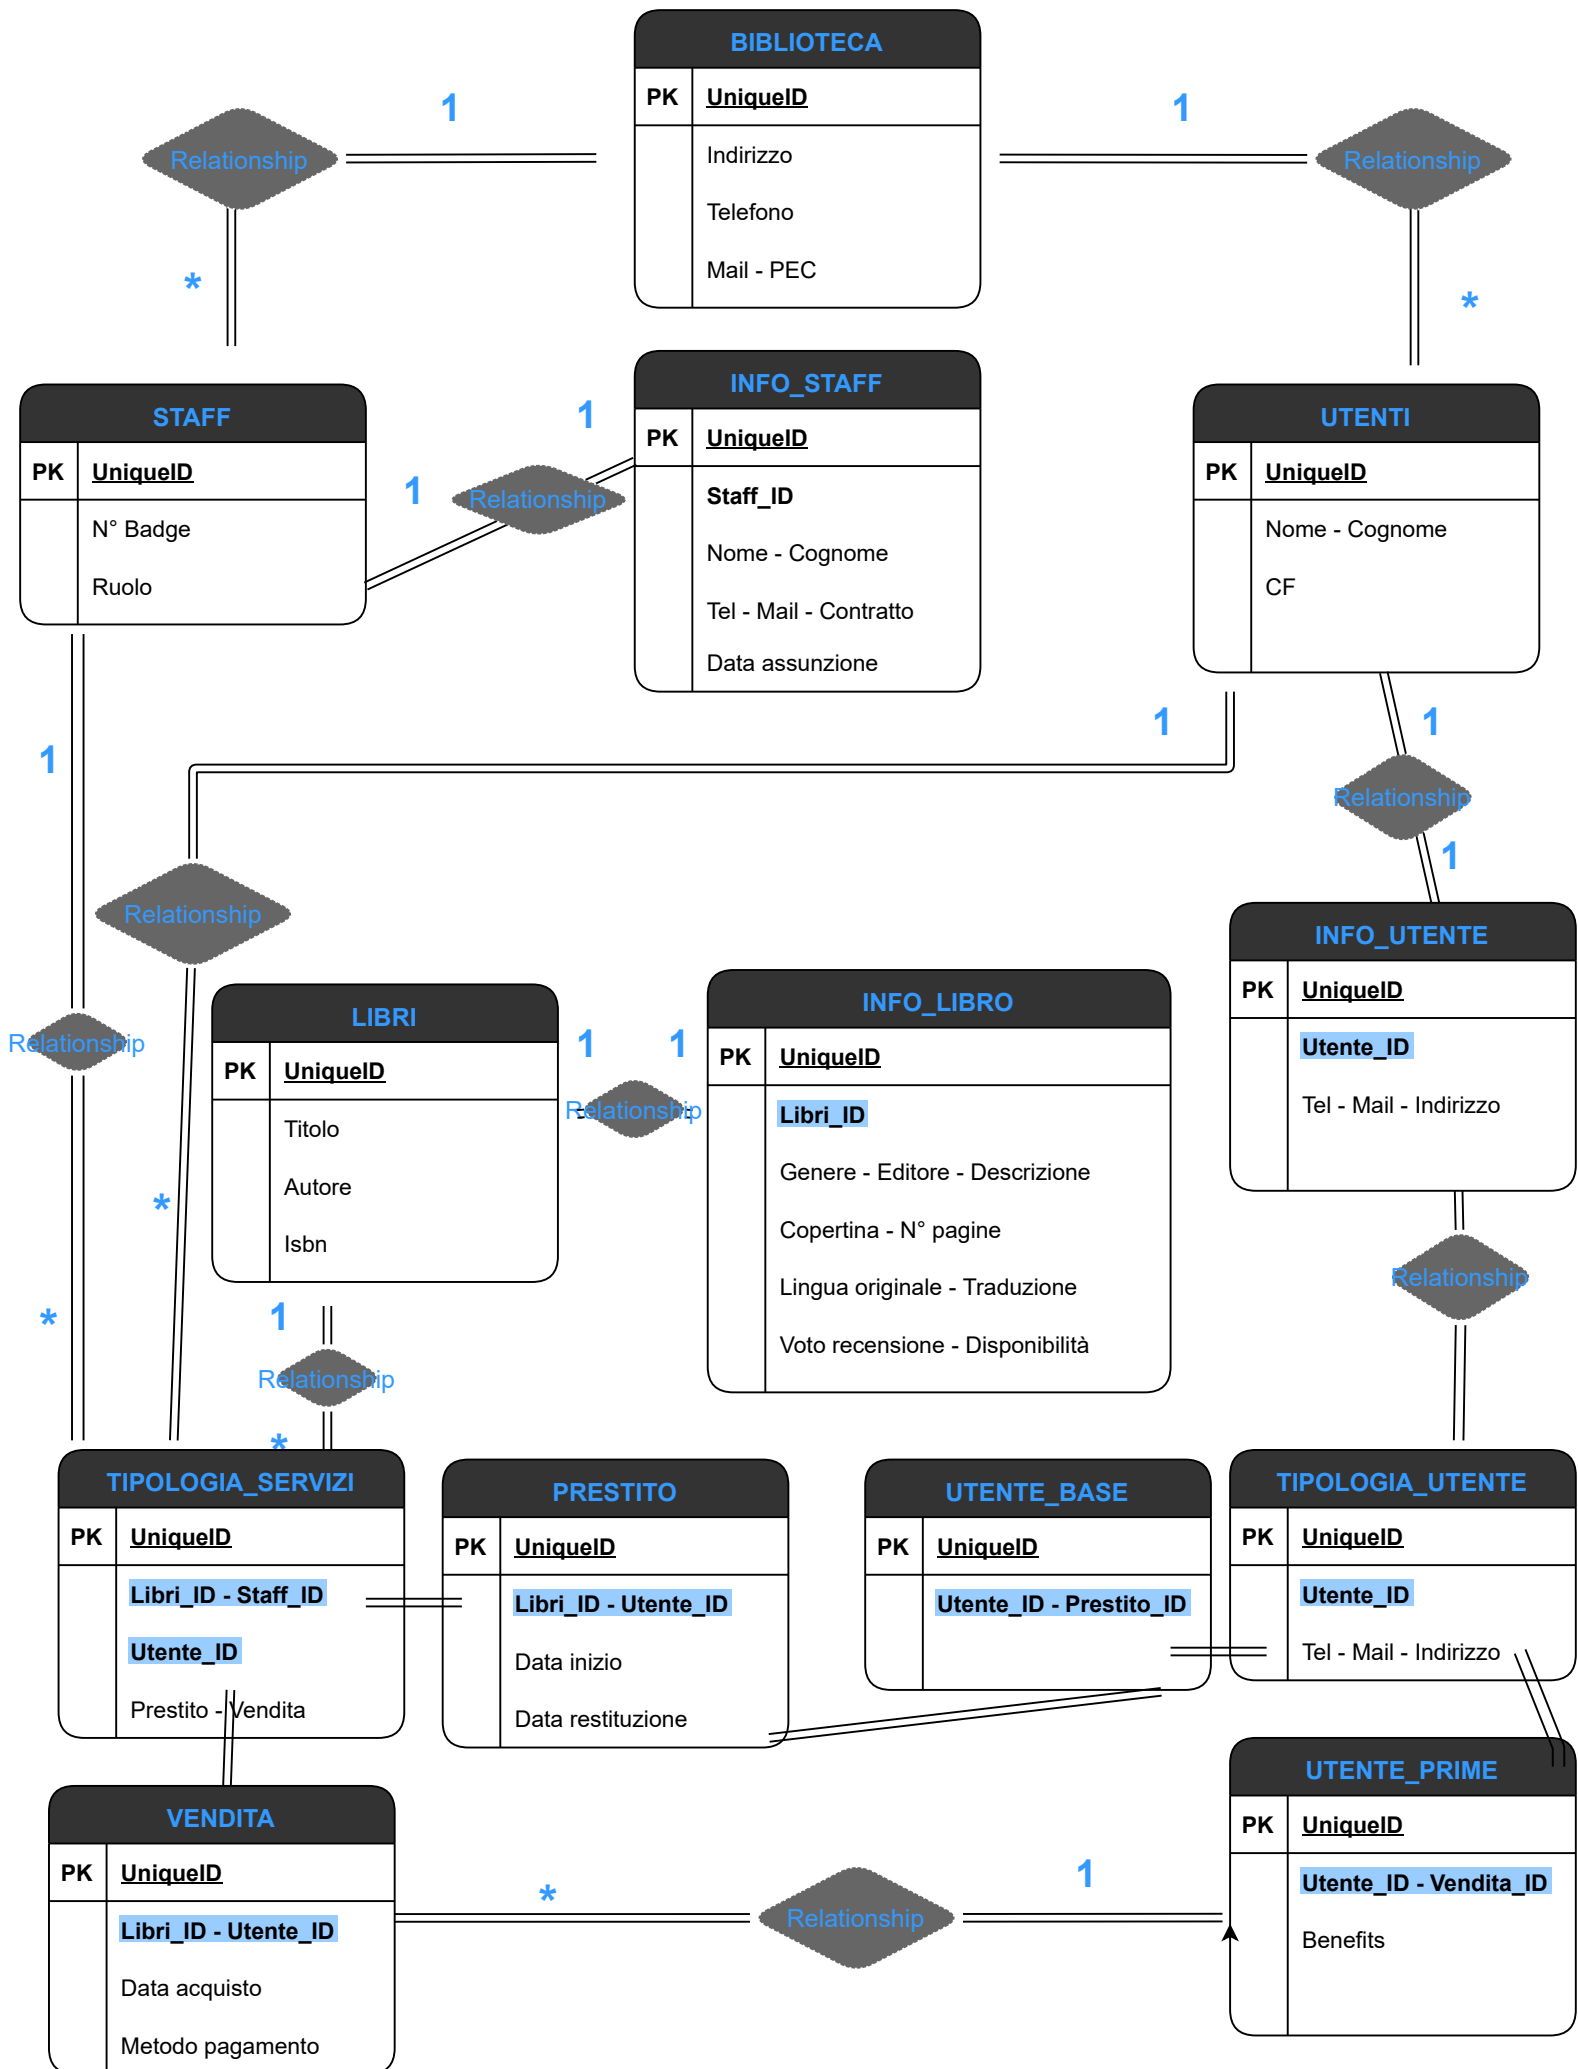 BIBLIOTECA
PK UniqueID
Indirizzo
Telefono
Mail - PEC
1
1
Relationship
Relationship
*
*
STAFF
PK UniqueID
N° Badge
Ruolo
1
1
Relationship
INFO_STAFF
PK UniqueID
Staff_ID
Nome - Cognome
Tel - Mail - Contratto
Data assunzione
UTENTI
PK UniqueID
Nome - Cognome
CF
1
1
1
Relationship
1
Relationship
Relationship
*
*
LIBRI
PK UniqueID
Titolo
Autore
Isbn
1
1
Relationship
INFO_LIBRO
PK UniqueID
Libri_ID
Genere - Editore - Descrizione
Copertina - N° pagine
Lingua originale - Traduzione
Voto recensione - Disponibilità
INFO_UTENTE
PK UniqueID
Utente_ID
Tel - Mail - Indirizzo
Relationship
1
Relationship
*
TIPOLOGIA_SERVIZI
PK UniqueID
Libri_ID - Staff_ID
Utente_ID
Prestito - Vendita
PRESTITO
PK UniqueID
Libri_ID - Utente_ID
Data inizio
Data restituzione
UTENTE_BASE
PK UniqueID
Utente_ID - Prestito_ID
TIPOLOGIA_UTENTE
PK UniqueID
Utente_ID
Tel - Mail - Indirizzo
VENDITA
PK UniqueID
Libri_ID - Utente_ID
Data acquisto
Metodo pagamento
*
Relationship
1
UTENTE_PRIME
PK UniqueID
Utente_ID - Vendita_ID
Benefits